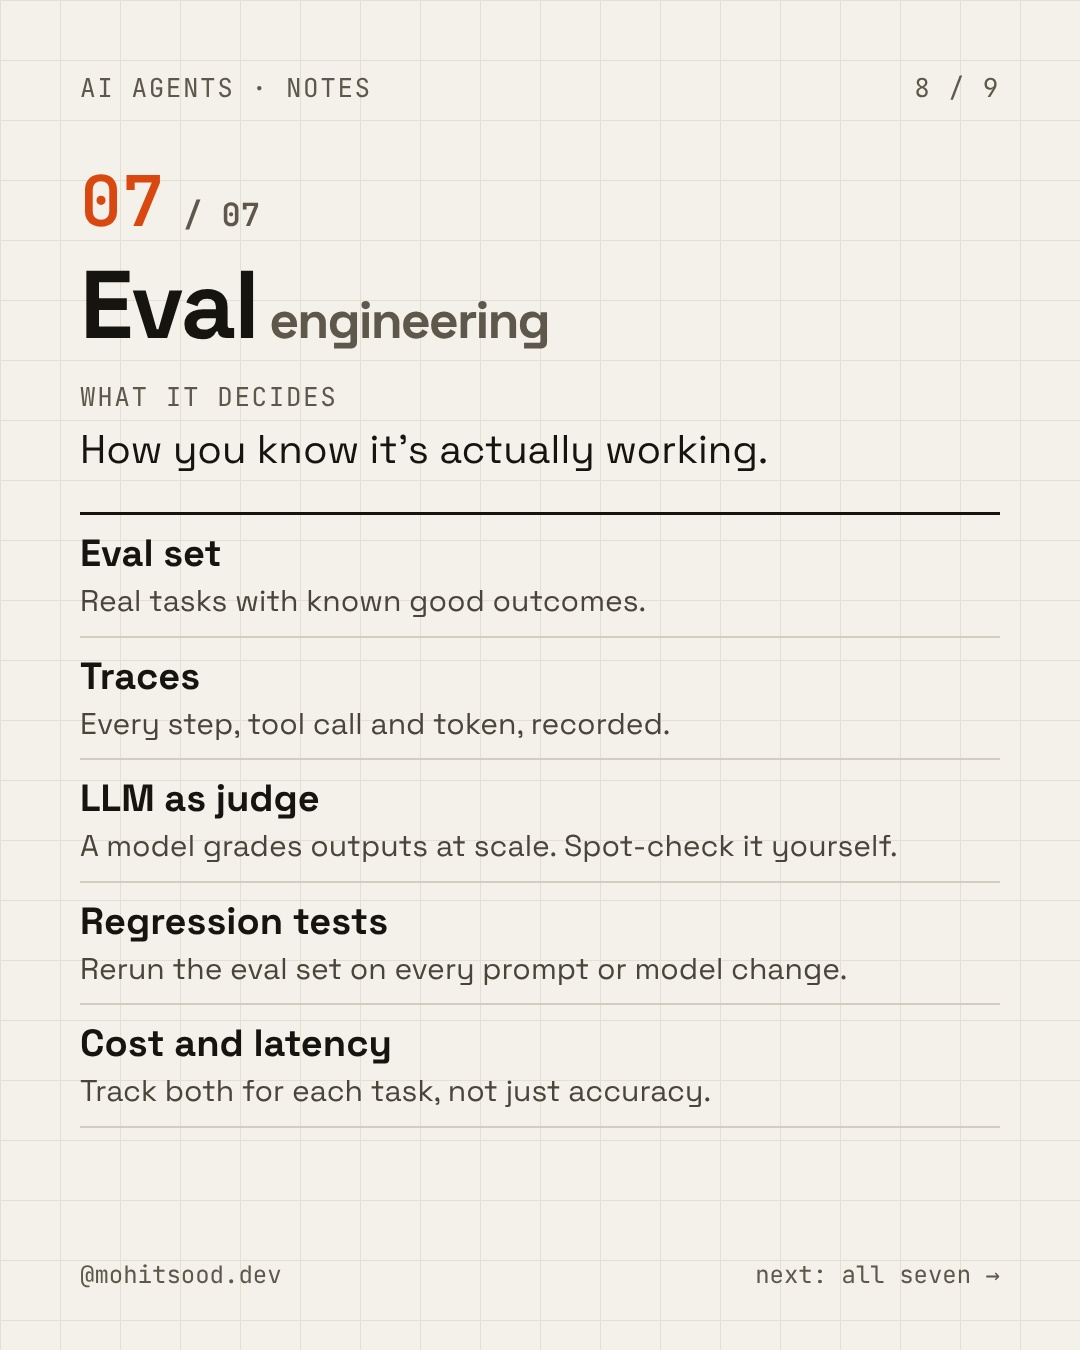 AI AGENTS · NOTES
8 / 9
07 / 07
Eval engineering
WHAT IT DECIDES
How you know it’s actually working.
Eval set
Real tasks with known good outcomes.
Traces
Every step, tool call and token, recorded.
LLM as judge
A model grades outputs at scale. Spot-check it yourself.
Regression tests
Rerun the eval set on every prompt or model change.
Cost and latency
Track both for each task, not just accuracy.
@mohitsood.dev
next: all seven →